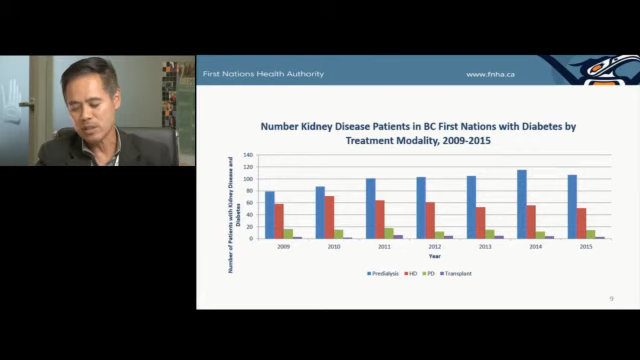 First Nations Health Authority
www.fnha.ca
Number Kidney Disease Patients in BC First Nations with Diabetes by
Treatment Modality, 2009-2015
Number of Patients with Kidney Disease and
Diabetes
140
120
100
80
60
40
20
0
2009 2010 2011 2012 2013 2014 2015
Year
Predialysis HD PD Transplant
9